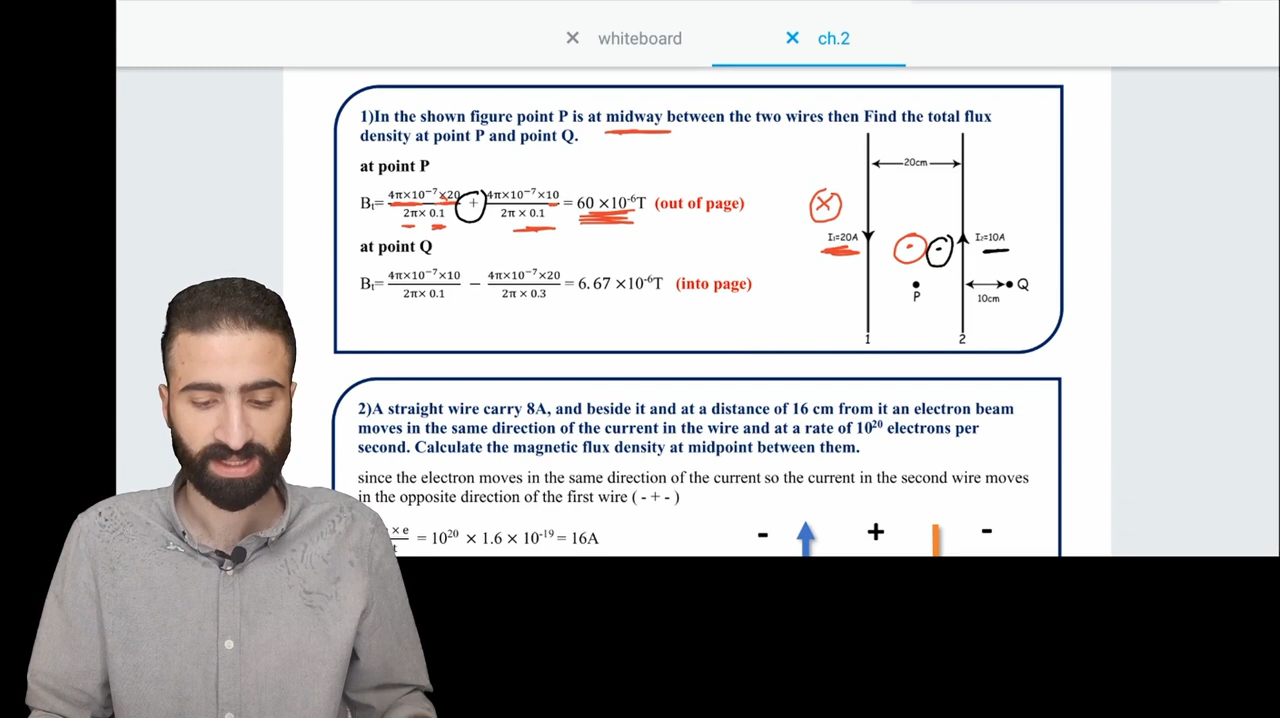 × whiteboard × ch.2
1)In the shown figure point P is at midway between the two wires then Find the total flux
density at point P and point Q.
at point P
Bₜ= 4π×10⁻⁷×20 / 2π× 0.1 + 4π×10⁻⁷×10 / 2π × 0.1 = 60 ×10⁻⁶T (out of page)
at point Q
Bₜ= 4π×10⁻⁷×10 / 2π× 0.1 − 4π×10⁻⁷×20 / 2π × 0.3 = 6.67 ×10⁻⁶T (into page)
20cm
I₁=20A
I₂=10A
P
Q
10cm
1
2
2)A straight wire carry 8A, and beside it and at a distance of 16 cm from it an electron beam
moves in the same direction of the current in the wire and at a rate of 10²⁰ electrons per
second. Calculate the magnetic flux density at midpoint between them.
since the electron moves in the same direction of the current so the current in the second wire moves
in the opposite direction of the first wire ( - + - )
× e / t = 10²⁰ × 1.6 × 10⁻¹⁹ = 16A
- + -